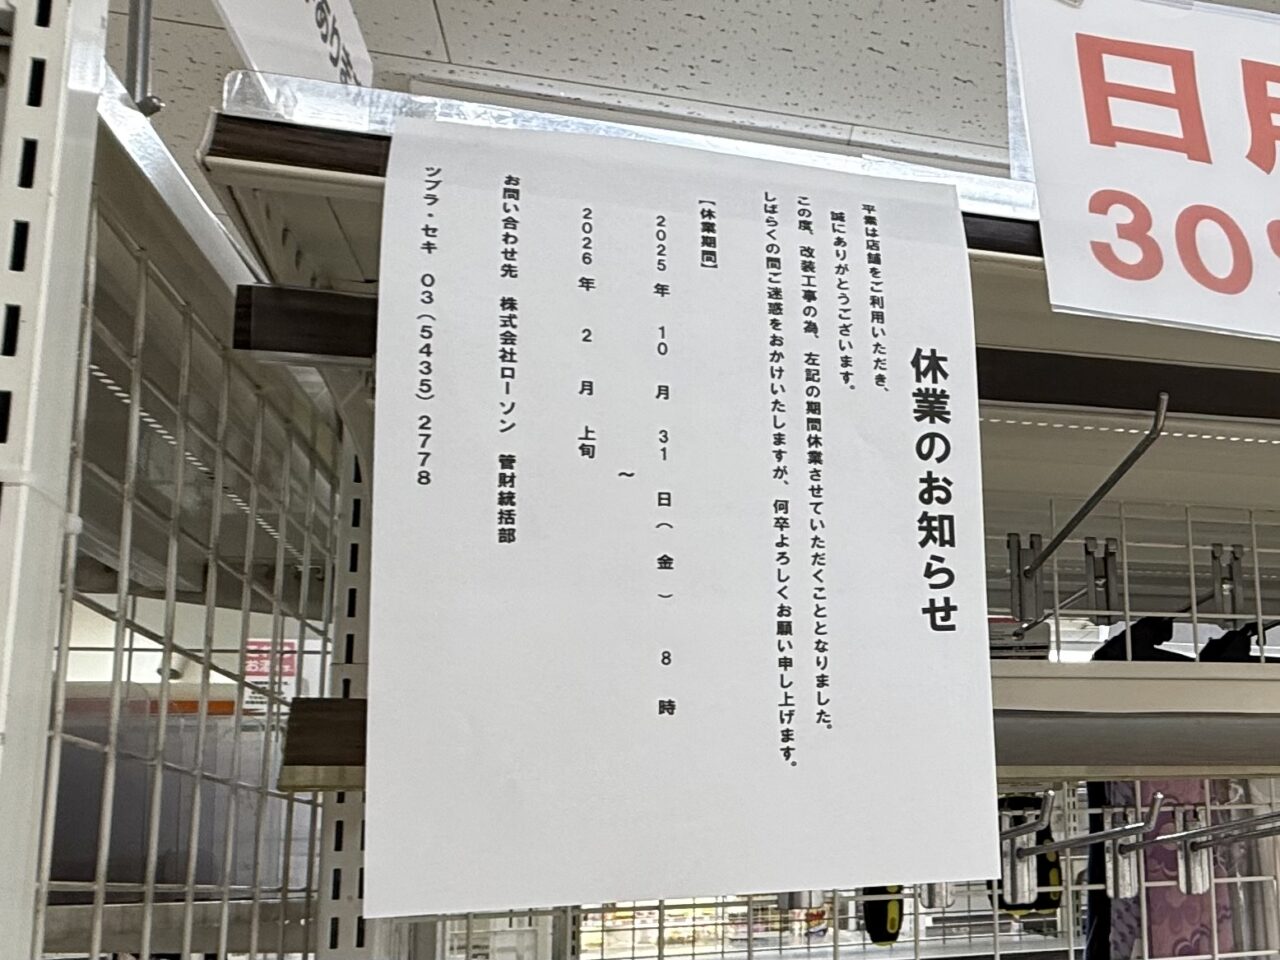 休業のお知らせ
平素は店舗をご利用いただき、
誠にありがとうございます。
この度、改装工事の為、左記の期間休業させていただくこととなりました。
しばらくの間ご迷惑をおかけいたしますが、何卒よろしくお願い申し上げます。
【休業期間】
2025年 10月 31日(金) 8時
～
2026年 2月 上旬
お問い合わせ先 株式会社ローソン 管財統括部
ツブラ・セキ 03(5435)2778
日
30%
あります
お酒